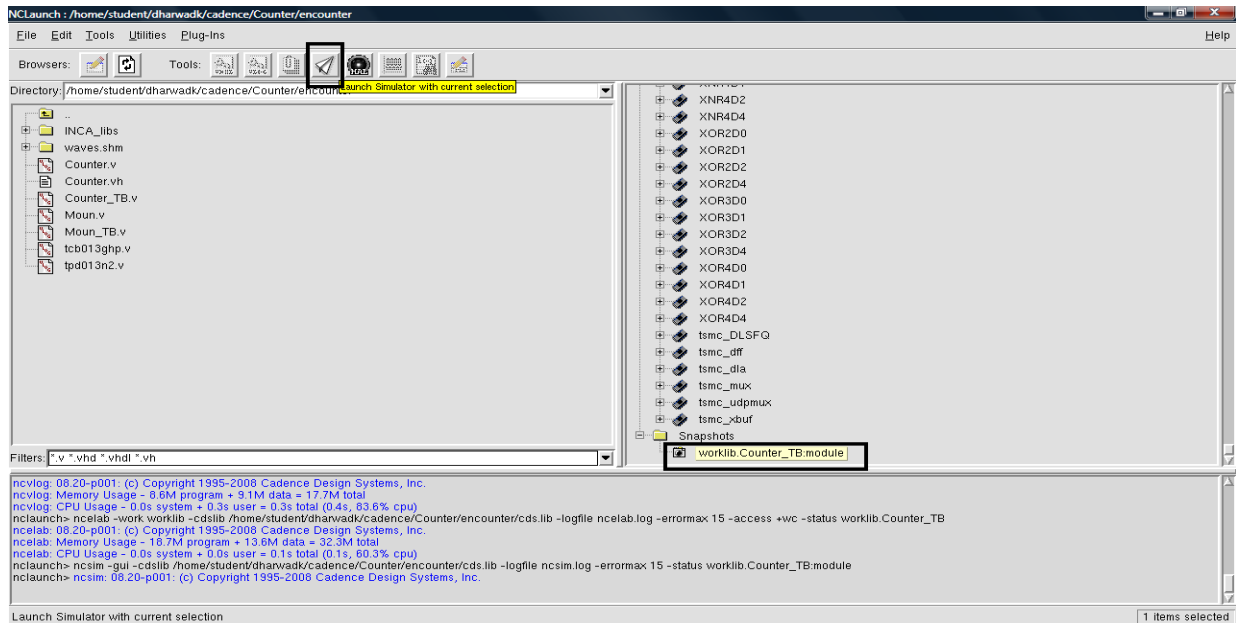 NCLaunch : /home/student/dharwadk/cadence/Counter/encounter
File Edit Tools Utilities Plug-Ins Help
Browsers: Tools:
Launch Simulator with current selection
Directory: /home/student/dharwadk/cadence/Counter/encounter
..
INCA_libs
waves.shm
Counter.v
Counter.vh
Counter_TB.v
Moun.v
Moun_TB.v
tcb013ghp.v
tpd013n2.v
Filters: *.v *.vhd *.vhdl *.vh
XNR4D2
XNR4D4
XOR2D0
XOR2D1
XOR2D2
XOR2D4
XOR3D0
XOR3D1
XOR3D2
XOR3D4
XOR4D0
XOR4D1
XOR4D2
XOR4D4
tsmc_DLSFQ
tsmc_dff
tsmc_dla
tsmc_mux
tsmc_udpmux
tsmc_xbuf
Snapshots
worklib.Counter_TB:module
ncvlog: 08.20-p001: (c) Copyright 1995-2008 Cadence Design Systems, Inc.
ncvlog: Memory Usage - 8.6M program + 9.1M data = 17.7M total
ncvlog: CPU Usage - 0.0s system + 0.3s user = 0.3s total (0.4s, 83.6% cpu)
nclaunch> ncelab -work worklib -cdslib /home/student/dharwadk/cadence/Counter/encounter/cds.lib -logfile ncelab.log -errormax 15 -access +wc -status worklib.Counter_TB
ncelab: 08.20-p001: (c) Copyright 1995-2008 Cadence Design Systems, Inc.
ncelab: Memory Usage - 18.7M program + 13.6M data = 32.3M total
ncelab: CPU Usage - 0.0s system + 0.0s user = 0.1s total (0.1s, 60.3% cpu)
nclaunch> ncsim -gui -cdslib /home/student/dharwadk/cadence/Counter/encounter/cds.lib -logfile ncsim.log -errormax 15 -status worklib.Counter_TB:module
nclaunch> ncsim: 08.20-p001: (c) Copyright 1995-2008 Cadence Design Systems, Inc.
Launch Simulator with current selection
1 items selected